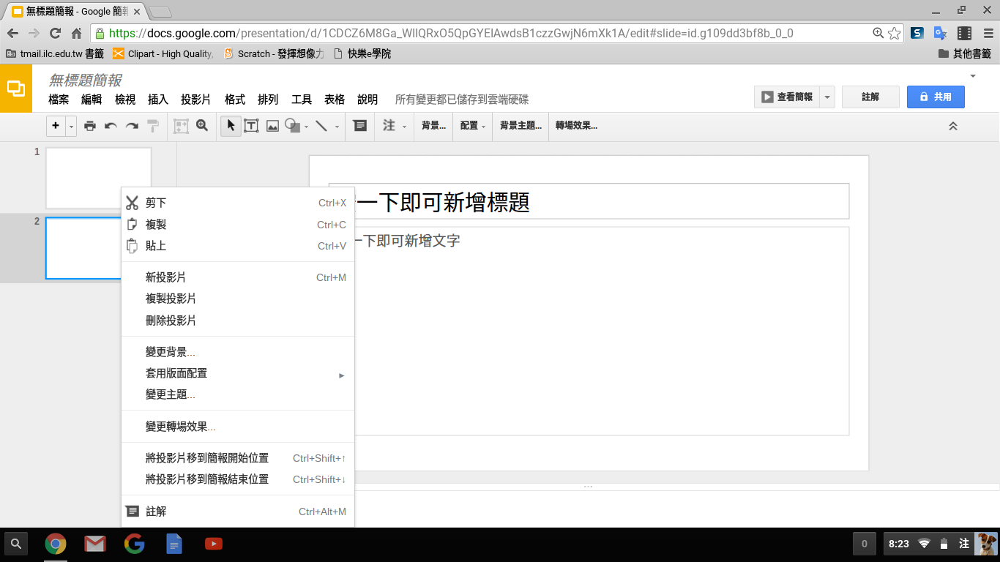 無標題簡報 - Google 簡報
https://docs.google.com/presentation/d/1CDCZ6M8Ga_WIIQRxO5QpGYEIAwdsB1czzGwjN6mXk1A/edit#slide=id.g109dd3bf8b_0_0
tmail.ilc.edu.tw 書籤 Clipart - High Quality, Scratch - 發揮想像力 快樂e學院 其他書籤
無標題簡報
檔案 編輯 檢視 插入 投影片 格式 排列 工具 表格 說明 所有變更都已儲存到雲端硬碟
查看簡報 註解 共用
注 背景... 配置 背景主題... 轉場效果...
1
2
剪下 Ctrl+X
複製 Ctrl+C
貼上 Ctrl+V
新投影片 Ctrl+M
複製投影片
刪除投影片
變更背景...
套用版面配置
變更主題...
變更轉場效果...
將投影片移到簡報開始位置 Ctrl+Shift+↑
將投影片移到簡報結束位置 Ctrl+Shift+↓
註解 Ctrl+Alt+M
一下即可新增標題
一下即可新增文字
0 8:23 注